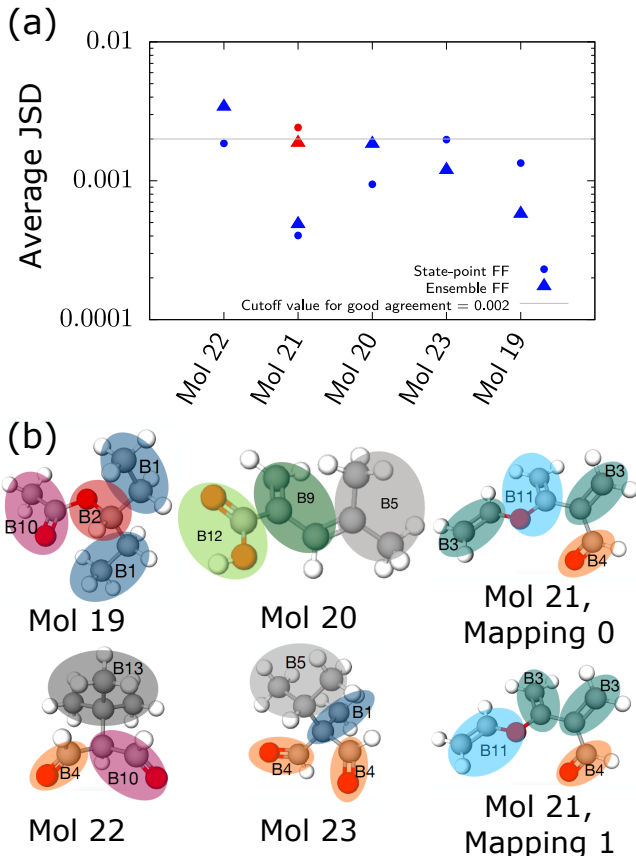 (a)
Average JSD
0.01
0.001
0.0001
State-point FF
Ensemble FF
Cutoff value for good agreement = 0.002
Mol 22
Mol 21
Mol 20
Mol 23
Mol 19
(b)
B1
B10
B2
B1
Mol 19
B9
B5
B12
Mol 20
B3
B11
B3
B4
Mol 21,
Mapping 0
B13
B4
B10
Mol 22
B5
B1
B4
B4
Mol 23
B3
B3
B11
B4
Mol 21,
Mapping 1